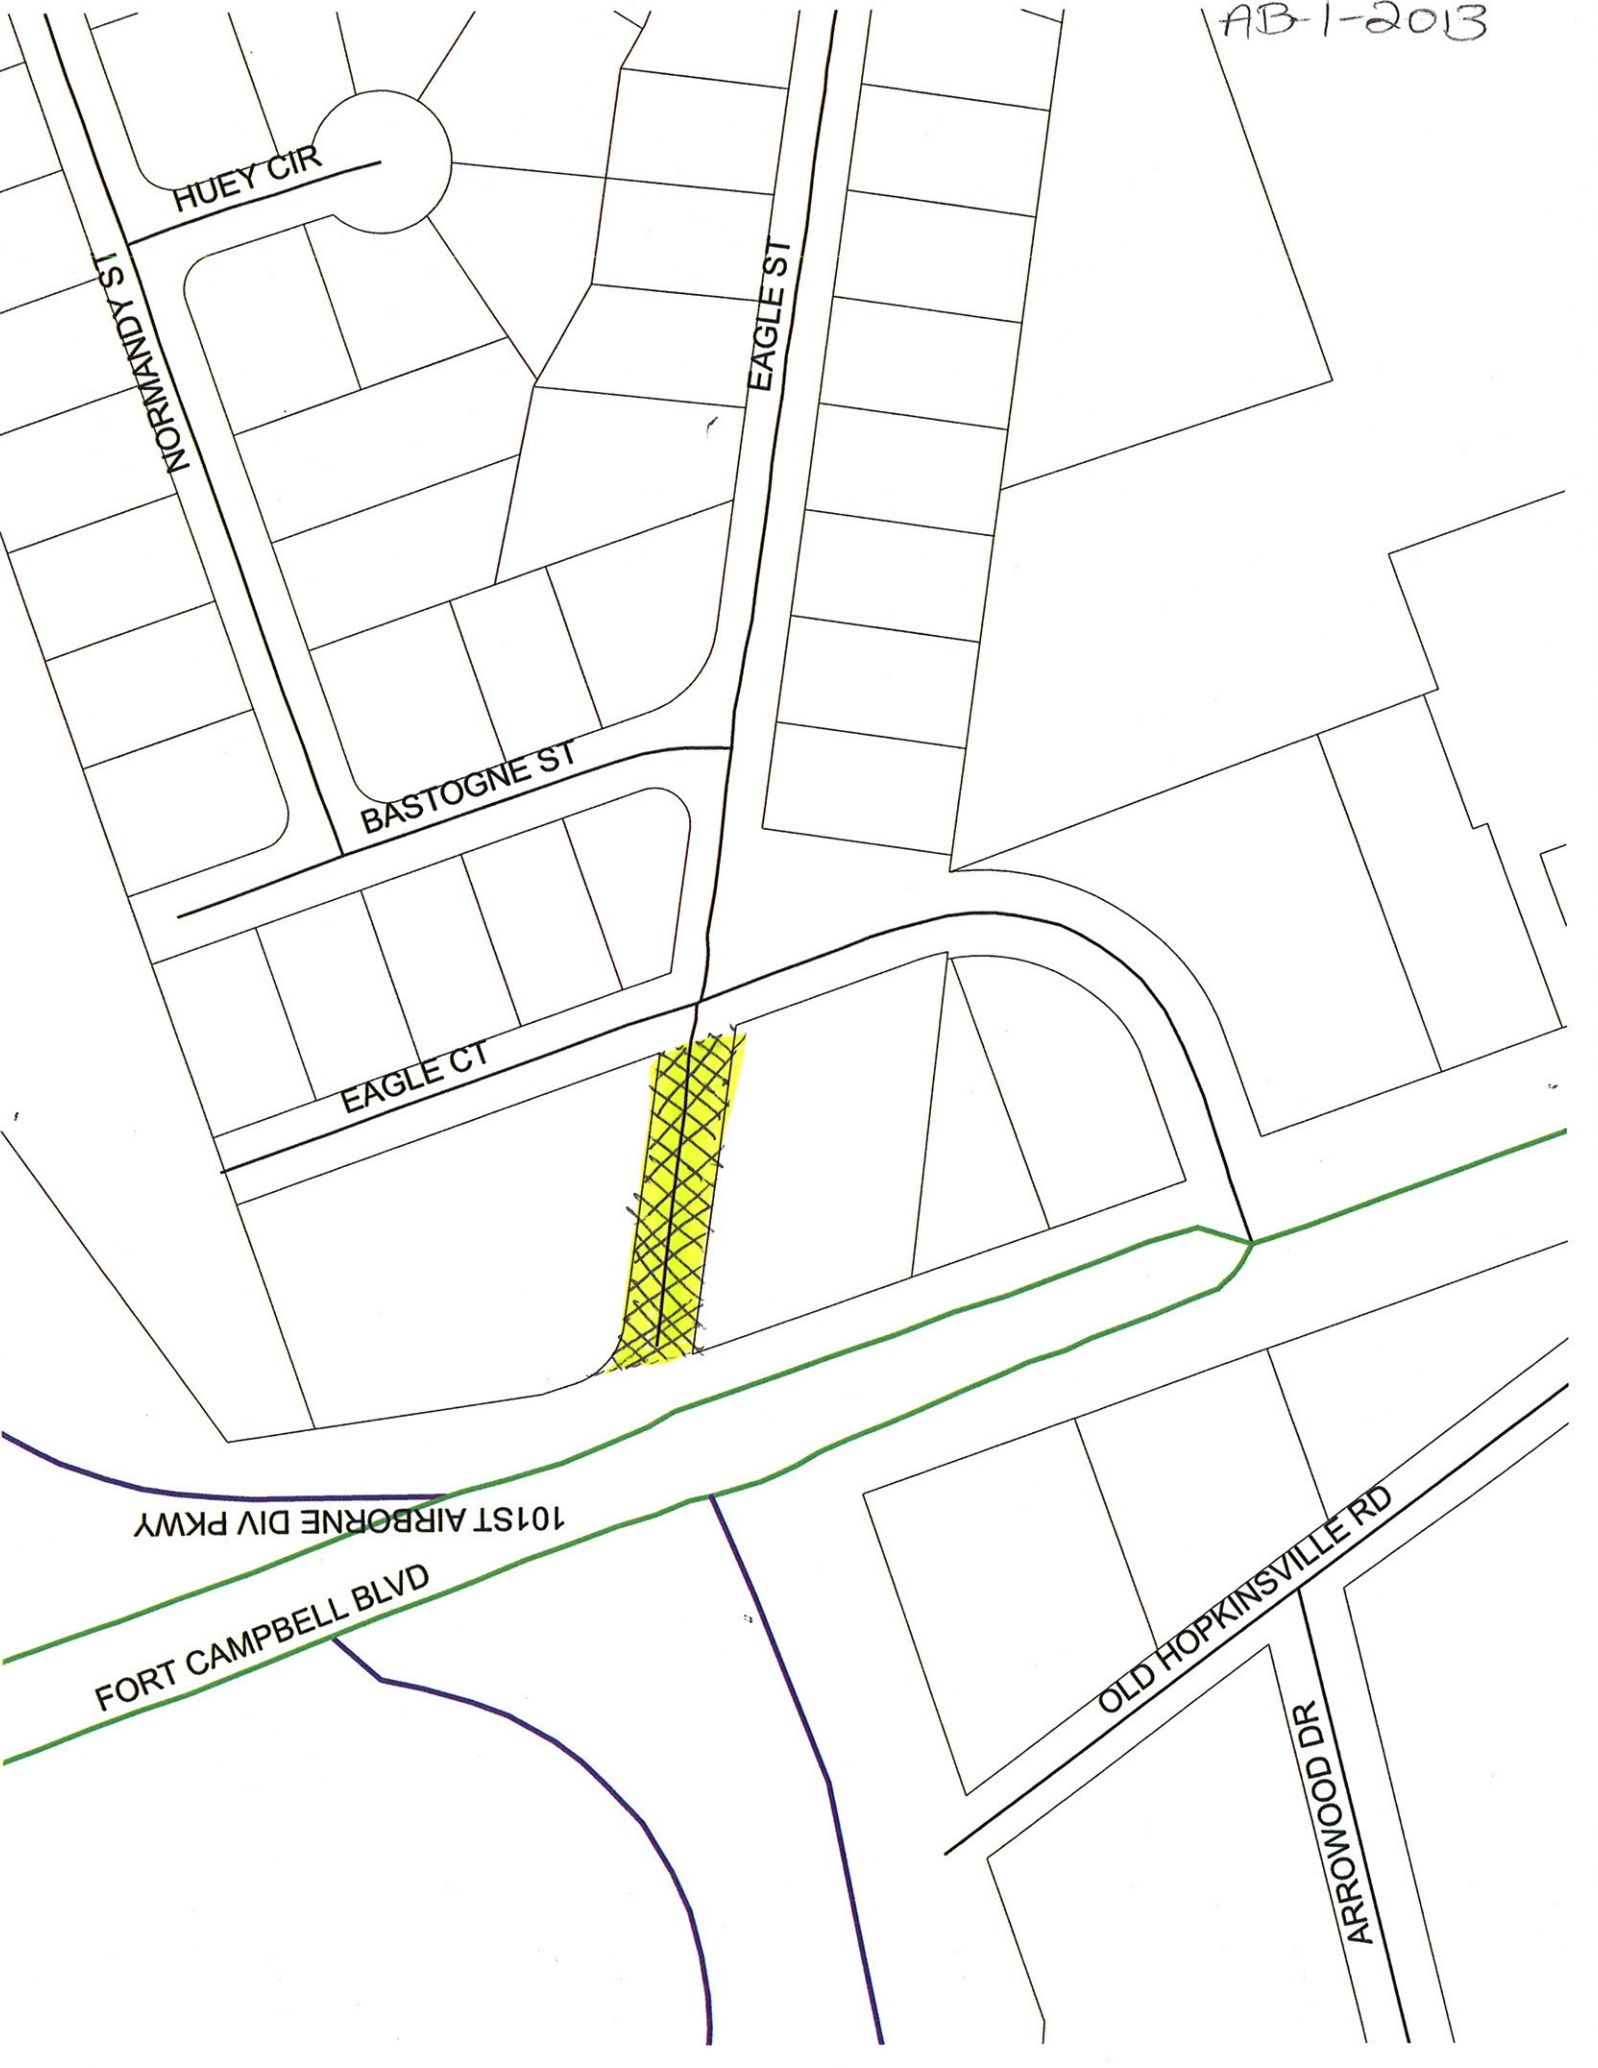 AB-1-2013
HUEY CIR
NORMANDY ST
EAGLE ST
BASTOGNE ST
EAGLE CT
101ST AIRBORNE DIV PKWY
FORT CAMPBELL BLVD
OLD HOPKINSVILLE RD
ARROWOOD DR